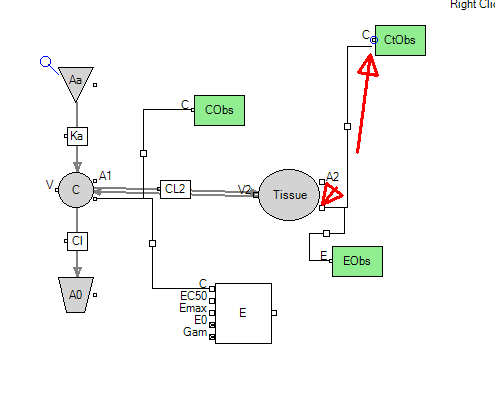 Right Clic
C
CtObs
Aa
C
CObs
Ka
V
C
A1
CL2
V2
Tissue
A2
Cl
E
EObs
A0
C
EC50
Emax
E0
Gam
E